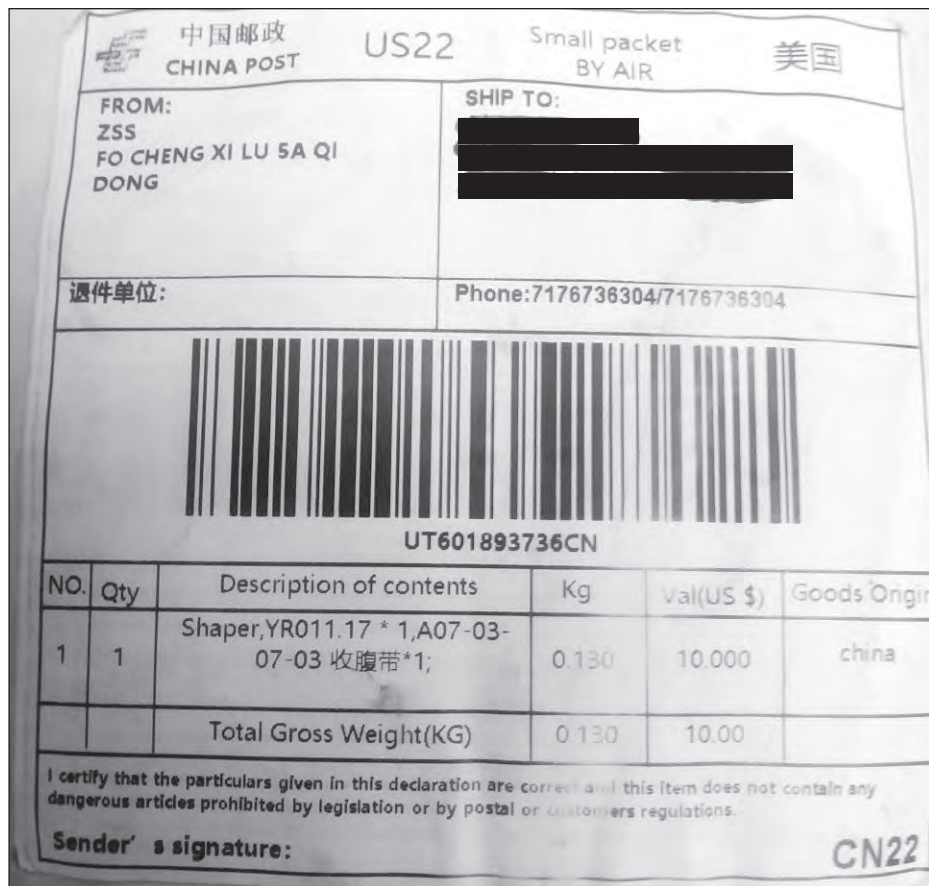 中国邮政
CHINA POST
US22
Small packet
BY AIR
美国
FROM:
ZSS
FO CHENG XI LU 5A QI
DONG
SHIP TO:
退件单位:
Phone:7176736304/7176736304
UT601893736CN
NO. Qty Description of contents Kg Val(US $) Goods Origin
1 1 Shaper,YR011.17 * 1,A07-03-
07-03 收腹带*1;
0.130 10.000 china
Total Gross Weight(KG) 0.130 10.00
I certify that the particulars given in this declaration are correct and this item does not contain any
dangerous articles prohibited by legislation or by postal or customers regulations.
Sender' s signature:
CN22